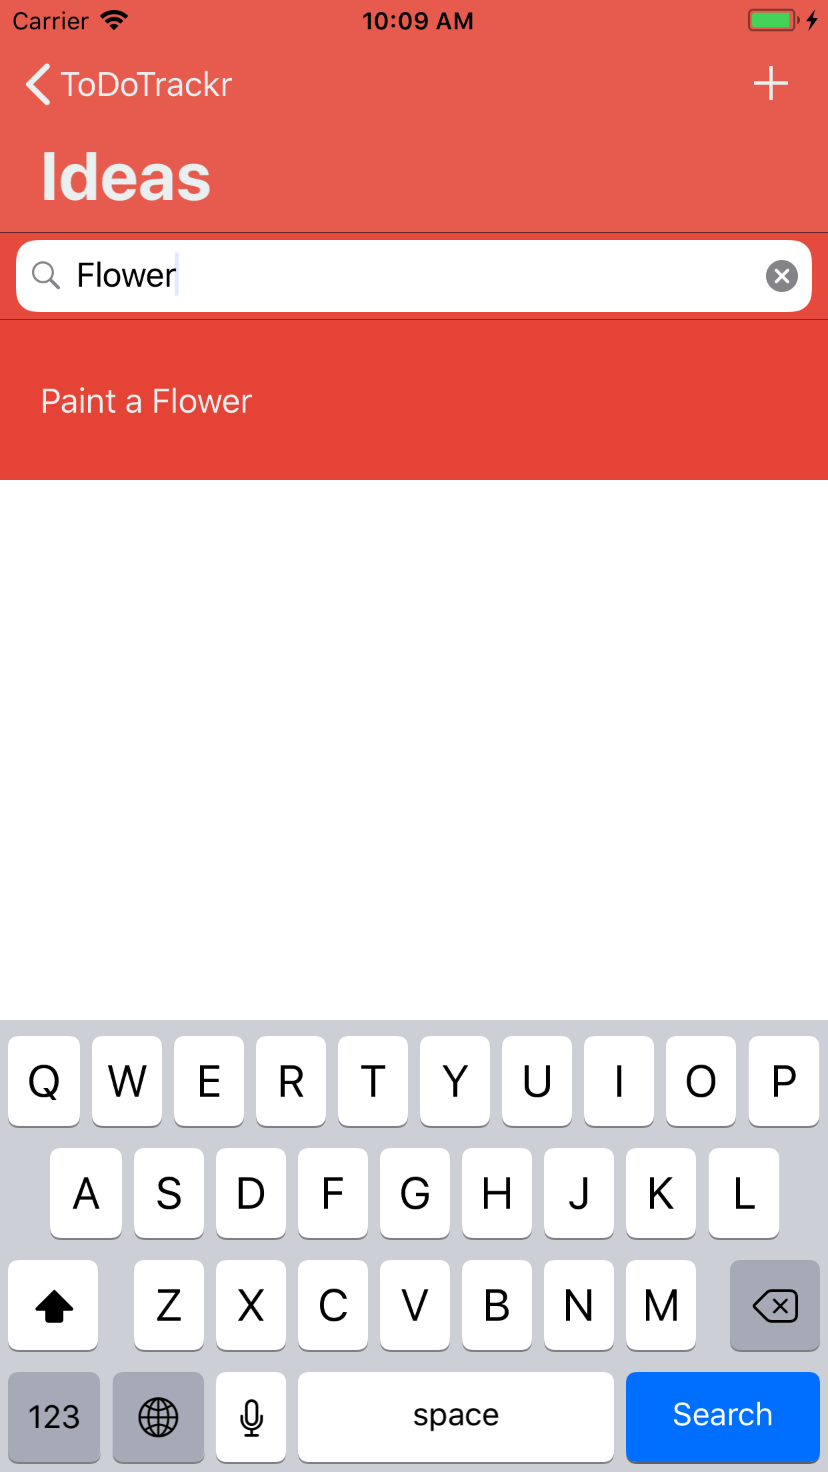 Carrier 10:09 AM
ToDoTrackr
Ideas
Flower
Paint a Flower
Q W E R T Y U I O P
A S D F G H J K L
Z X C V B N M
123 space Search